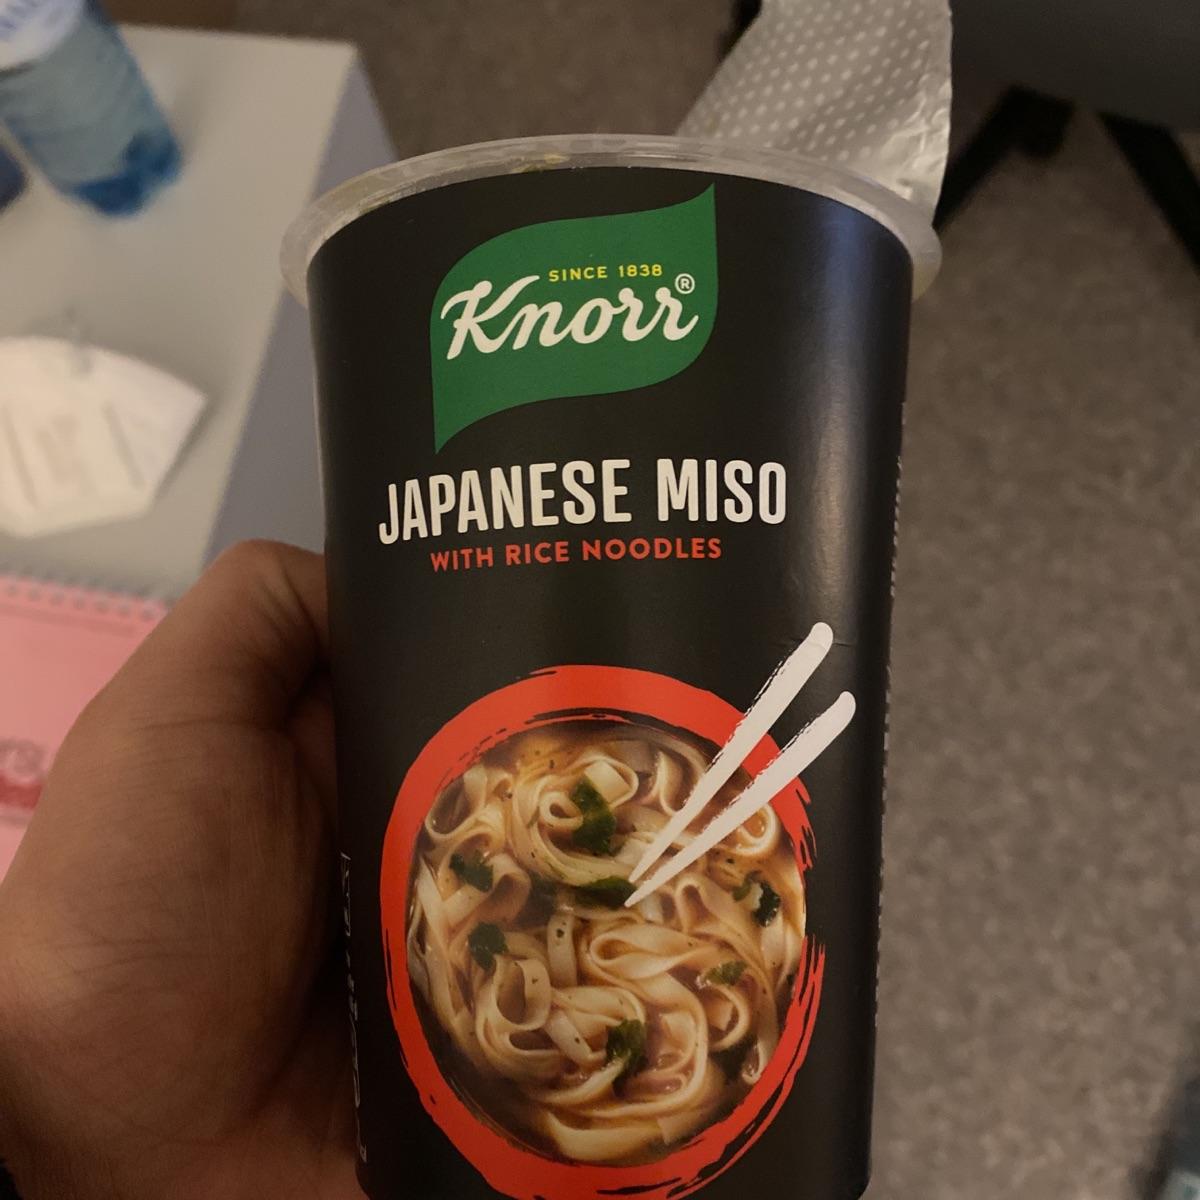 SINCE 1838
Knorr®
JAPANESE MISO
WITH RICE NOODLES